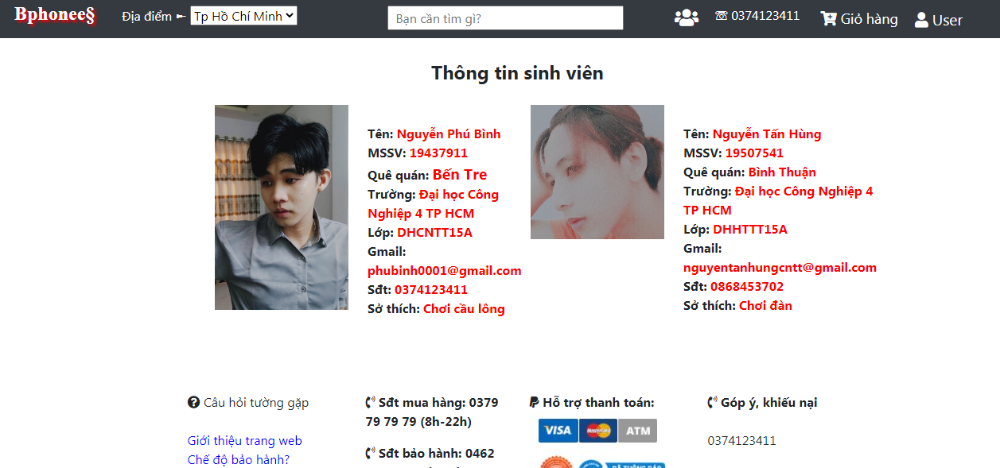 Bphonee§ Địa điểm ➼ Tp Hồ Chí Minh Bạn cần tìm gì? ☏ 0374123411 Giỏ hàng User
Thông tin sinh viên
Tên: Nguyễn Phú Bình
MSSV: 19437911
Quê quán: Bến Tre
Trường: Đại học Công
Nghiệp 4 TP HCM
Lớp: DHCNTT15A
Gmail:
phubinh0001@gmail.com
Sđt: 0374123411
Sở thích: Chơi cầu lông
Tên: Nguyễn Tấn Hùng
MSSV: 19507541
Quê quán: Bình Thuận
Trường: Đại học Công Nghiệp 4
TP HCM
Lớp: DHHTTT15A
Gmail:
nguyentanhungcntt@gmail.com
Sđt: 0868453702
Sở thích: Chơi đàn
Câu hỏi tường gặp
Giới thiệu trang web
Chế độ bảo hành?
Sđt mua hàng: 0379
79 79 79 (8h-22h)
Sđt bảo hành: 0462
Hỗ trợ thanh toán:
VISA MasterCard ATM
Góp ý, khiếu nại
0374123411